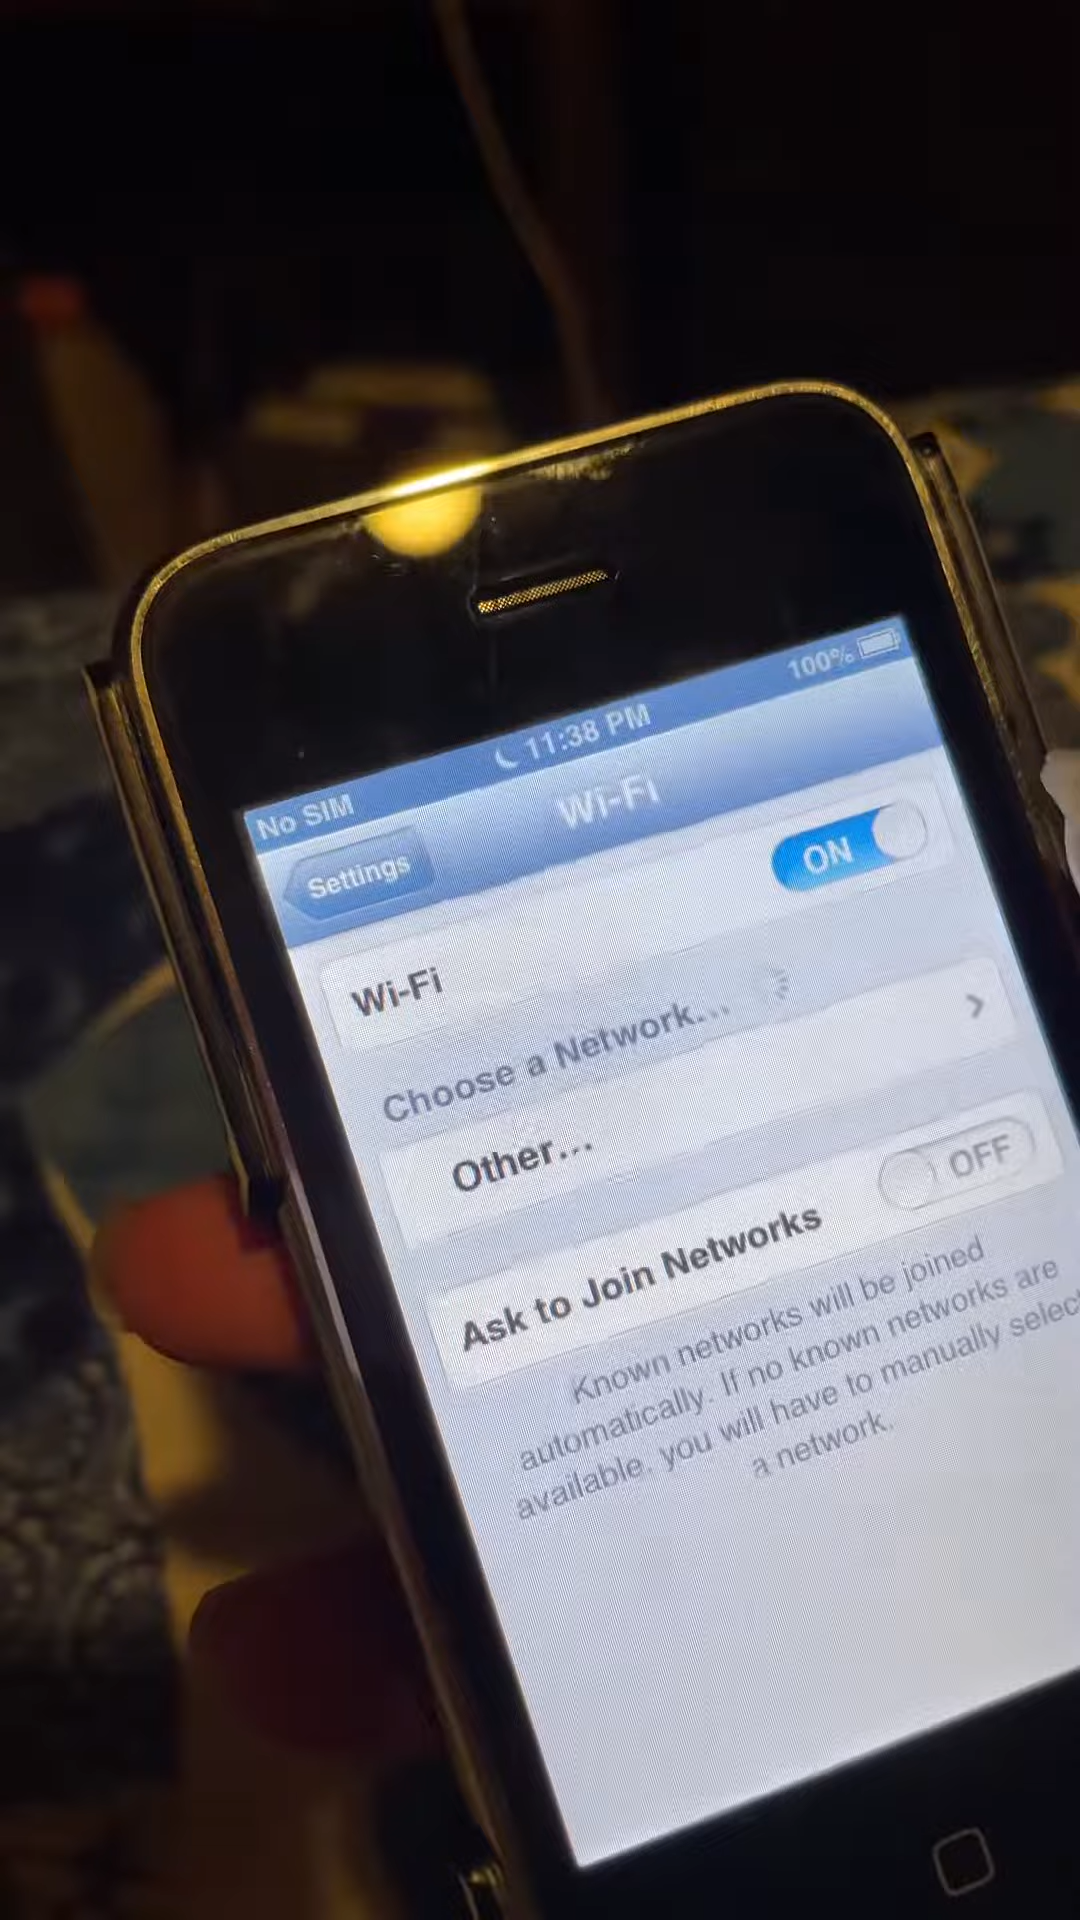 No SIM 11:38 PM 100%
Settings Wi-Fi
Wi-Fi ON
Choose a Network...
Other...
Ask to Join Networks OFF
Known networks will be joined
automatically. If no known networks are
available, you will have to manually select
a network.